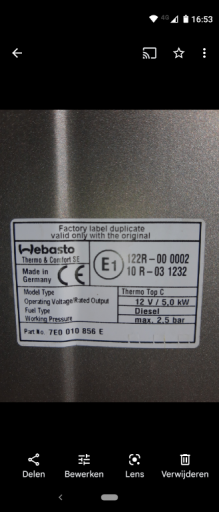 4G 16:53
Factory label duplicate
valid only with the original
Webasto
Thermo & Comfort SE
Made in
Germany
CE
E1
122R-00 0002
10 R-03 1232
Model Type Thermo Top C
Operating Voltage/Rated Output 12 V / 5,0 kW
Fuel Type Diesel
Working Pressure max. 2.5 bar
Part No. 7E0 010 856 E
Delen Bewerken Lens Verwijderen